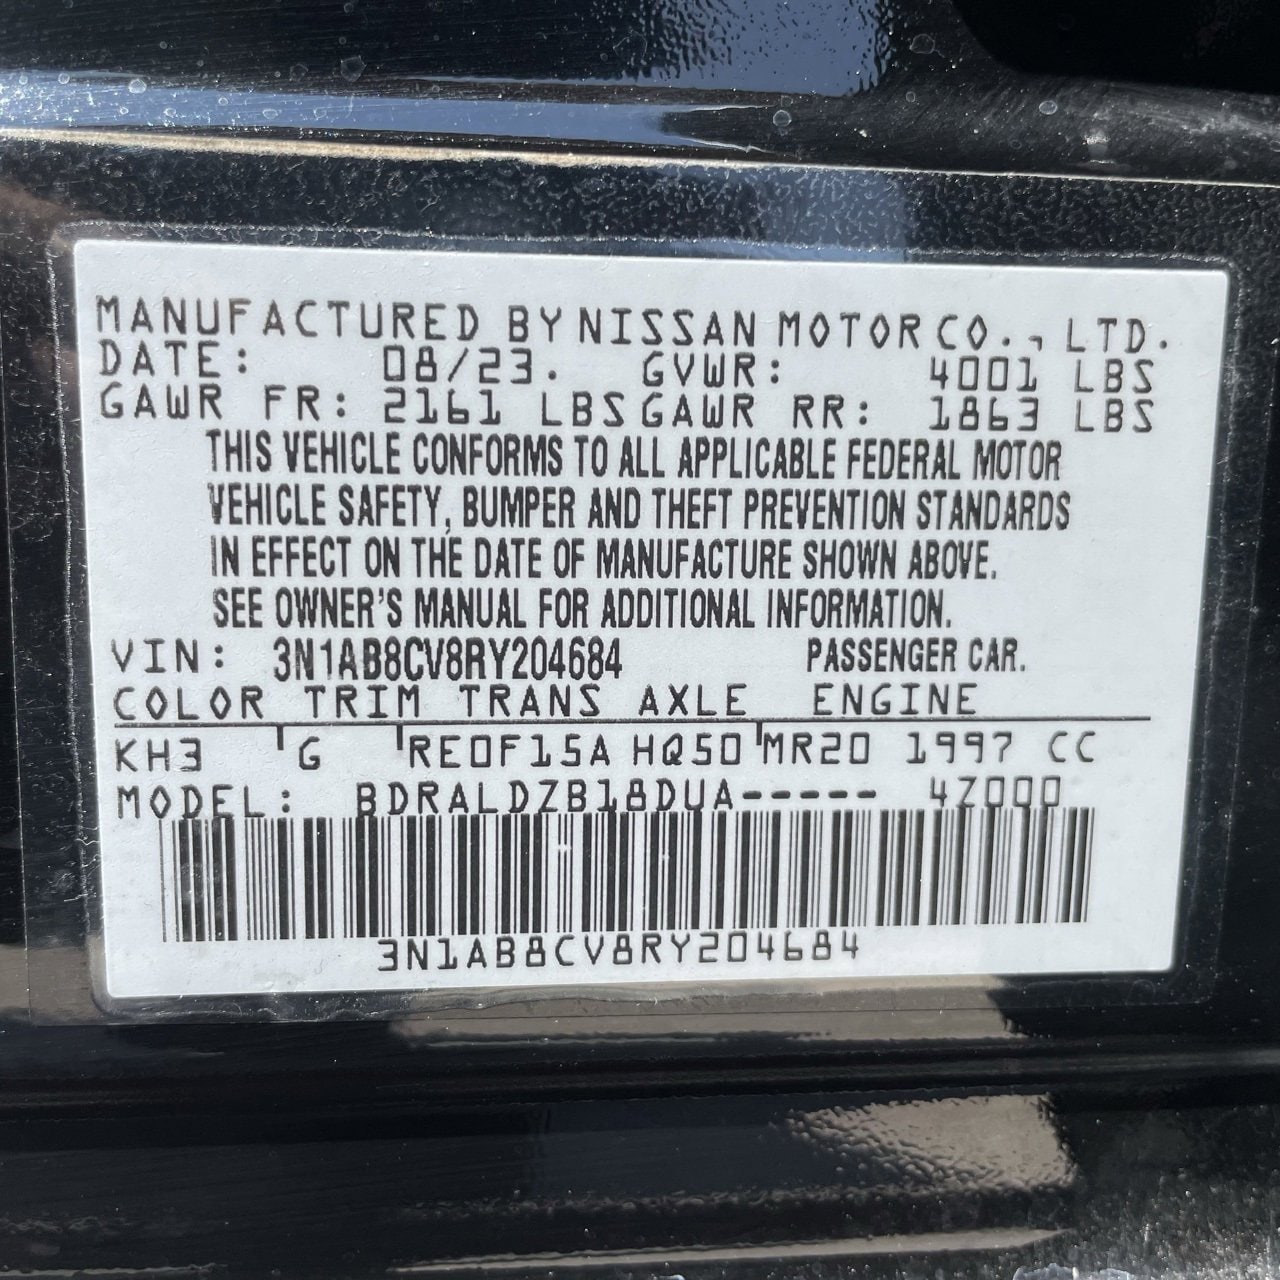 MANUFACTURED BY NISSAN MOTOR CO., LTD.
DATE: 08/23. GVWR: 4001 LBS
GAWR FR: 2161 LBS GAWR RR: 1863 LBS
THIS VEHICLE CONFORMS TO ALL APPLICABLE FEDERAL MOTOR
VEHICLE SAFETY, BUMPER AND THEFT PREVENTION STANDARDS
IN EFFECT ON THE DATE OF MANUFACTURE SHOWN ABOVE.
SEE OWNER'S MANUAL FOR ADDITIONAL INFORMATION.
VIN: 3N1AB8CV8RY204684 PASSENGER CAR.
COLOR TRIM TRANS AXLE ENGINE
KH3 G RE0F15A HQ50 MR20 1997 CC
MODEL: BDRALDZB18DUA----- 4Z000
3N1AB8CV8RY204684